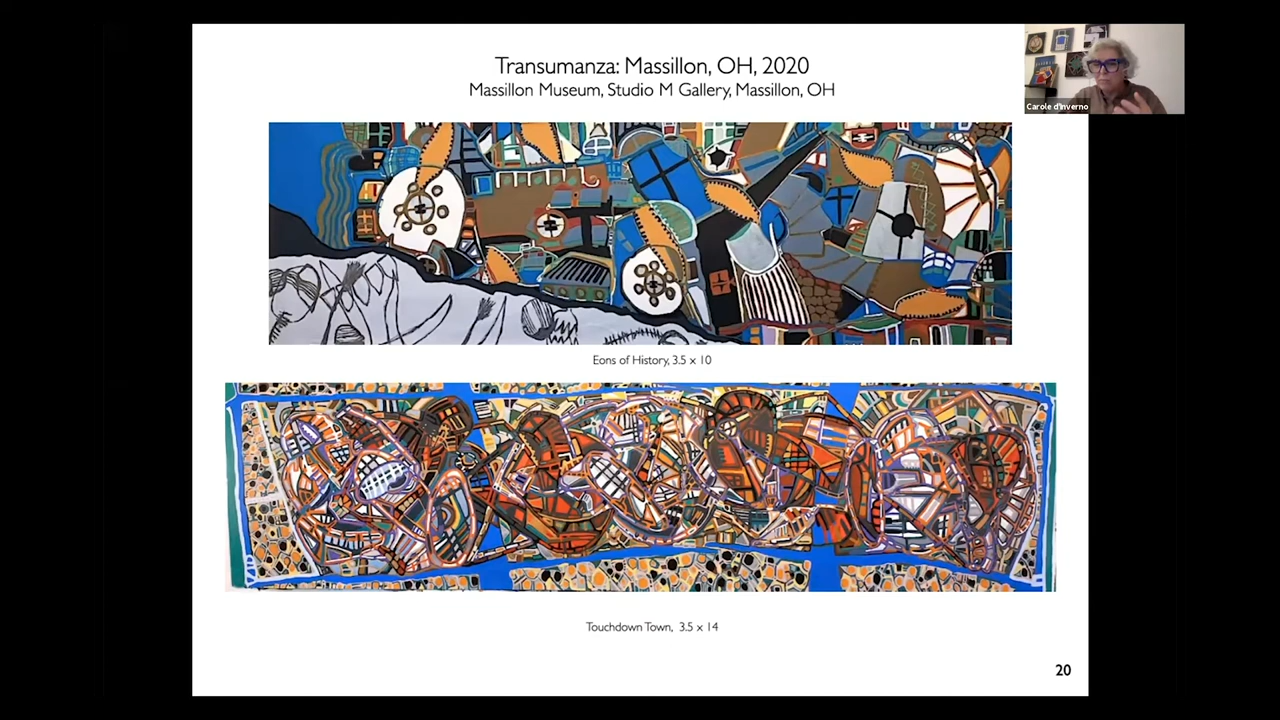 Transumanza: Massillon, OH, 2020
Massillon Museum, Studio M Gallery, Massillon, OH
Carole d'Inverno
Eons of History, 3.5 x 10
Touchdown Town, 3.5 x 14
20